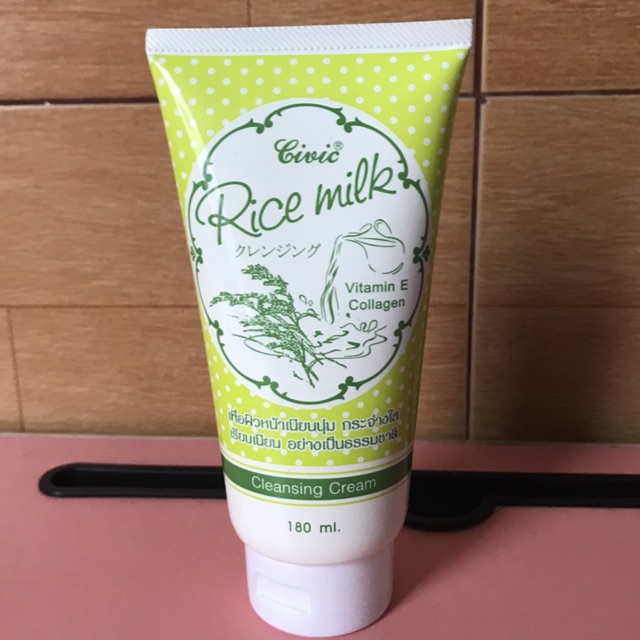 Civic®
Rice milk
クレンジング
Vitamin E
Collagen
เพื่อผิวหน้าเนียนนุ่ม กระจ่างใส
เรียบเนียน อย่างเป็นธรรมชาติ
Cleansing Cream
180 ml.